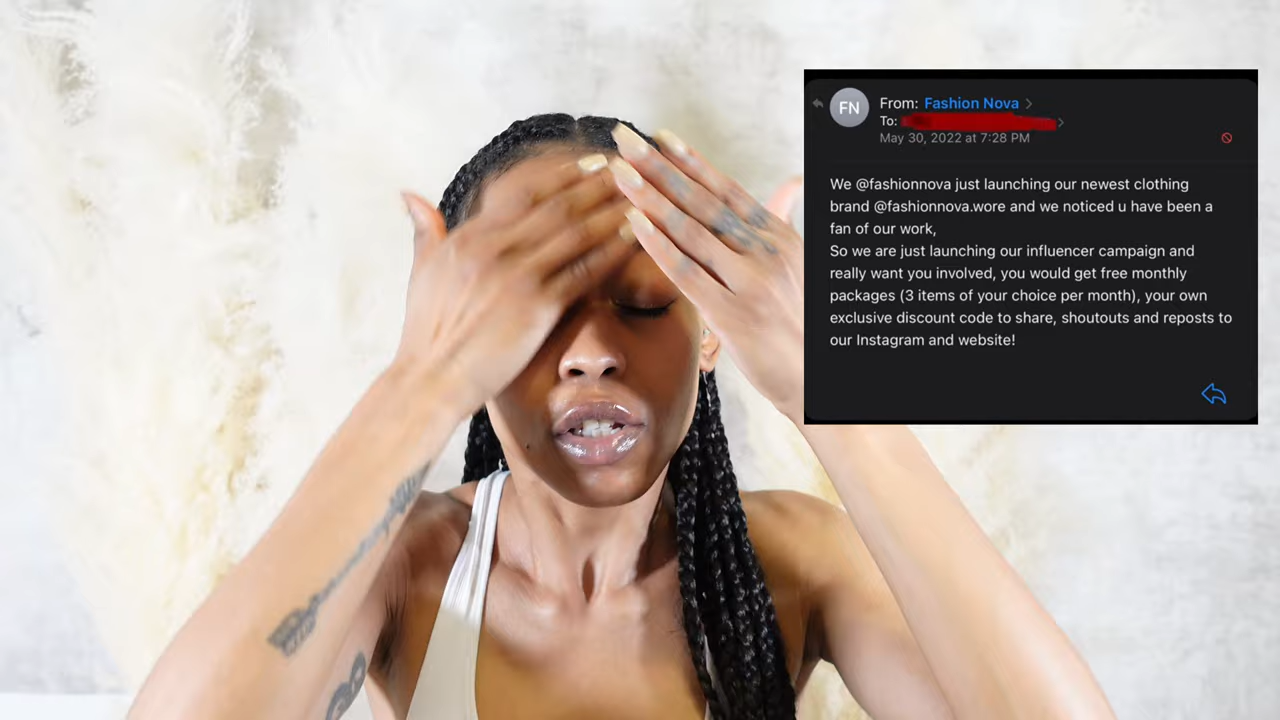 FN
From: Fashion Nova
To:
May 30, 2022 at 7:28 PM
We @fashionnova just launching our newest clothing
brand @fashionnova.wore and we noticed u have been a
fan of our work,
So we are just launching our influencer campaign and
really want you involved, you would get free monthly
packages (3 items of your choice per month), your own
exclusive discount code to share, shoutouts and reposts to
our Instagram and website!